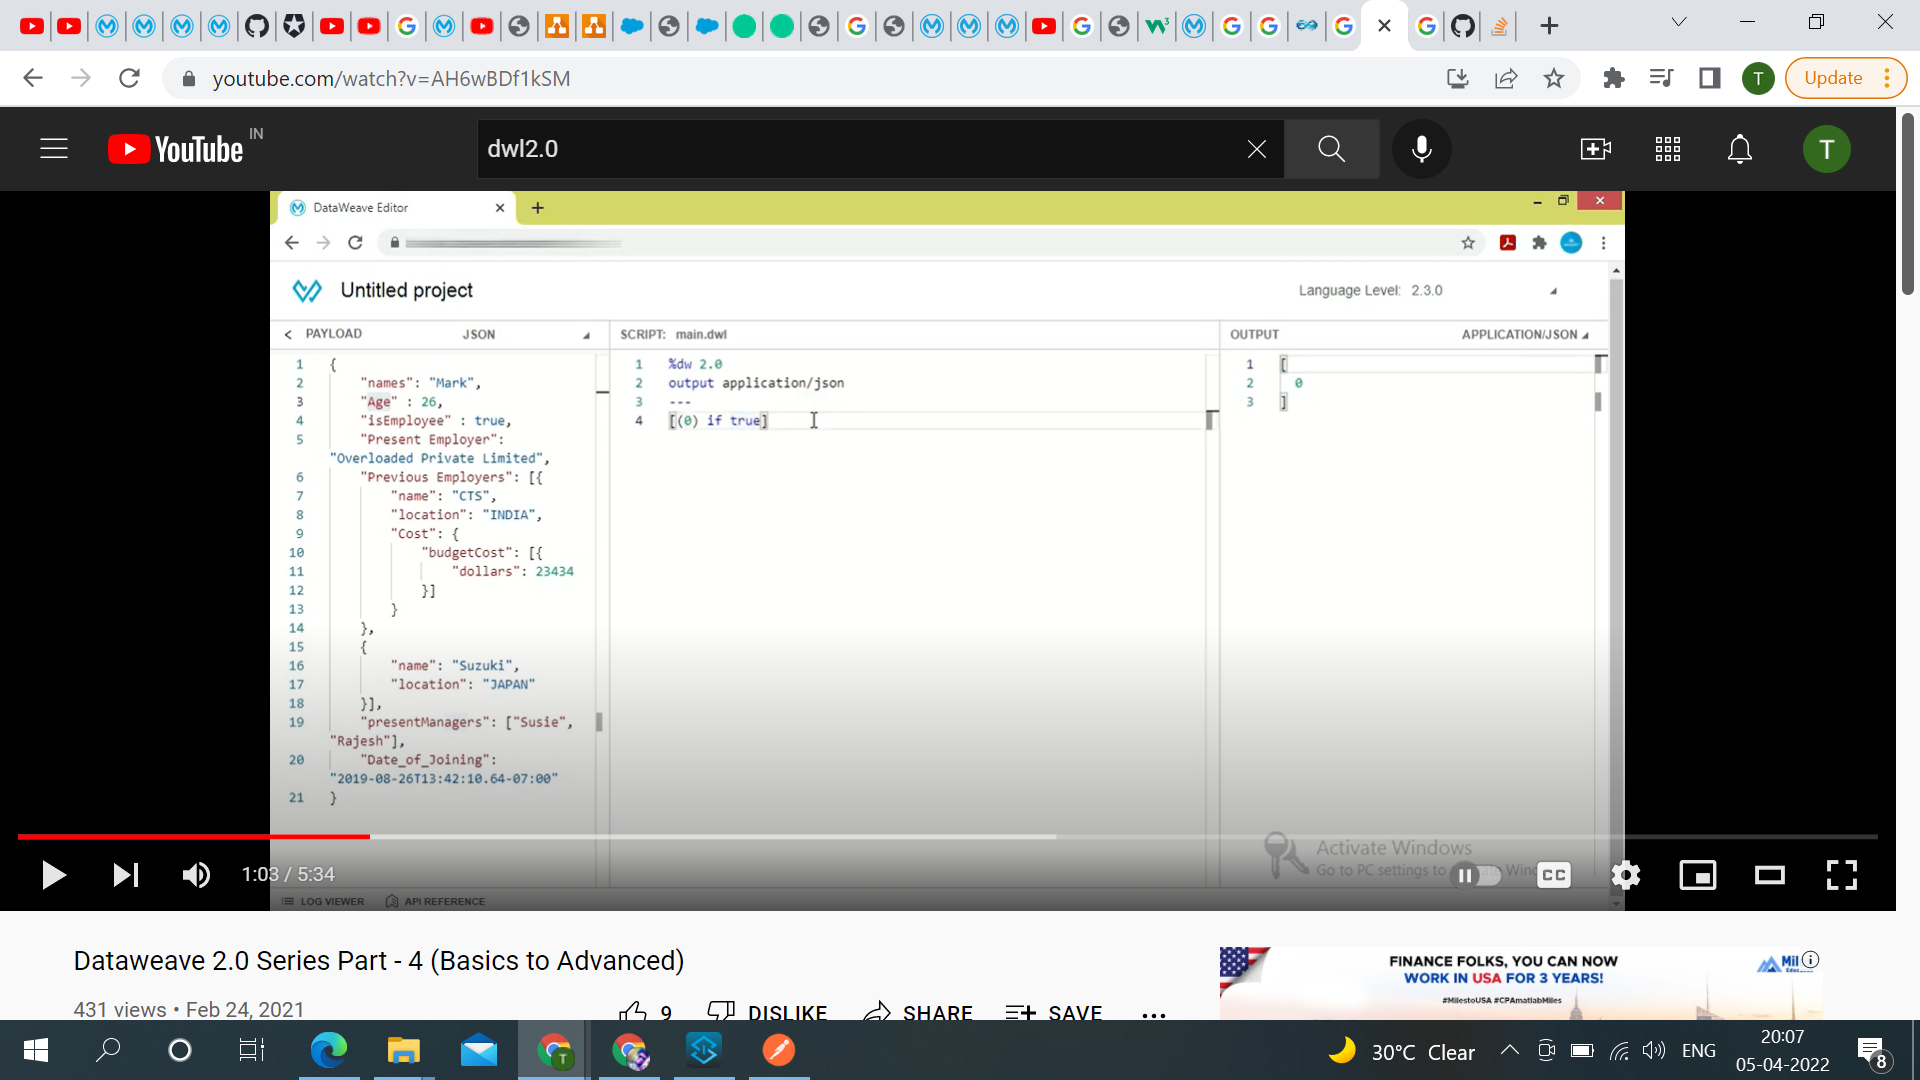 youtube.com/watch?v=AH6wBDf1kSM
T
Update
YouTube IN
dwl2.0
T
DataWeave Editor
Untitled project
Language Level: 2.3.0
PAYLOAD JSON
SCRIPT: main.dwl
OUTPUT APPLICATION/JSON
1 {
2 "names": "Mark",
3 "Age" : 26,
4 "isEmployee" : true,
5 "Present Employer":
"Overloaded Private Limited",
6 "Previous Employers": [{
7 "name": "CTS",
8 "location": "INDIA",
9 "Cost": {
10 "budgetCost": [{
11 "dollars": 23434
12 }]
13 }
14 },
15 {
16 "name": "Suzuki",
17 "location": "JAPAN"
18 }],
19 "presentManagers": ["Susie",
"Rajesh"],
20 "Date_of_Joining":
"2019-08-26T13:42:10.64-07:00"
21 }
1 %dw 2.0
2 output application/json
3 ---
4 [(0) if true]
1 [
2 0
3 ]
Activate Windows
Go to PC settings to
1:03 / 5:34
CC
LOG VIEWER API REFERENCE
Dataweave 2.0 Series Part - 4 (Basics to Advanced)
431 views • Feb 24, 2021
9 DISLIKE SHARE SAVE
FINANCE FOLKS, YOU CAN NOW
WORK IN USA FOR 3 YEARS!
#MilestoUSA #CPAmatlabMiles
Mil
T
30°C Clear
ENG
20:07
05-04-2022
8